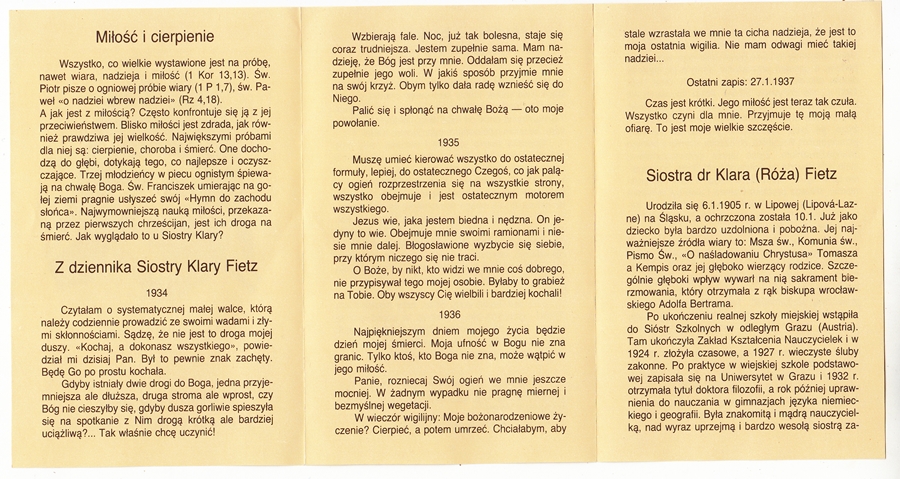 Miłość i cierpienie
Wszystko, co wielkie wystawione jest na próbę,
nawet wiara, nadzieja i miłość (1 Kor 13,13). Św.
Piotr pisze o ogniowej próbie wiary (1 P 1,7), św. Pa-
weł «o nadziei wbrew nadziei» (Rz 4,18).
A jak jest z miłością? Często konfrontuje się ją z jej
przeciwieństwem. Blisko miłości jest zdrada, jak rów-
nież prawdziwa jej wielkość. Największymi próbami
dla niej są: cierpienie, choroba i śmierć. One docho-
dzą do głębi, dotykają tego, co najlepsze i oczysz-
czające. Trzej młodzieńcy w piecu ognistym śpiewa-
ją na chwałę Boga. Św. Franciszek umierając na go-
łej ziemi pragnie usłyszeć swój «Hymn do zachodu
słońca». Najwymowniejszą nauką miłości, przekaza-
ną przez pierwszych chrześcijan, jest ich droga na
śmierć. Jak wyglądało to u Siostry Klary?
Z dziennika Siostry Klary Fietz
1934
Czytałam o systematycznej małej walce, którą
należy codziennie prowadzić ze swoimi wadami i zły-
mi skłonnościami. Sądzę, że nie jest to droga mojej
duszy. «Kochaj, a dokonasz wszystkiego», powie-
dział mi dzisiaj Pan. Był to pewnie znak zachęty.
Będę Go po prostu kochała.
Gdyby istniały dwie drogi do Boga, jedna przyje-
mniejsza ale dłuższa, druga stroma ale wprost, czy
Bóg nie cieszyłby się, gdyby dusza gorliwie spieszyła
się na spotkanie z Nim drogą krótką ale bardziej
uciążliwą?... Tak właśnie chcę uczynić!
Wzbierają fale. Noc, już tak bolesna, staje się
coraz trudniejsza. Jestem zupełnie sama. Mam na-
dzieję, że Bóg jest przy mnie. Oddałam się przecież
zupełnie jego woli. W jakiś sposób przyjmie mnie
na swój krzyż. Obym tylko dała radę wznieść się do
Niego.
Palić się i spłonąć na chwałę Bożą — oto moje
powołanie.
1935
Muszę umieć kierować wszystko do ostatecznej
formuły, lepiej, do ostatecznego Czegoś, co jak palą-
cy ogień rozprzestrzenia się na wszystkie strony,
wszystko obejmuje i jest ostatecznym motorem
wszystkiego.
Jezus wie, jaka jestem biedna i nędzna. On je-
dyny to wie. Obejmuje mnie swoimi ramionami i nie-
sie mnie dalej. Błogosławione wyzbycie się siebie,
przy którym niczego się nie traci.
O Boże, by nikt, kto widzi we mnie coś dobrego,
nie przypisywał tego mojej osobie. Byłaby to grabież
na Tobie. Oby wszyscy Cię wielbili i bardziej kochali!
1936
Najpiękniejszym dniem mojego życia będzie
dzień mojej śmierci. Moja ufność w Bogu nie zna
granic. Tylko ktoś, kto Boga nie zna, może wątpić w
jego miłość.
Panie, rozniecaj Swój ogień we mnie jeszcze
mocniej. W żadnym wypadku nie pragnę miernej i
bezmyślnej wegetacji.
W wieczór wigilijny: Moje bożonarodzeniowe ży-
czenie? Cierpieć, a potem umrzeć. Chciałabym, aby
stale wzrastała we mnie ta cicha nadzieja, że jest to
moja ostatnia wigilia. Nie mam odwagi mieć takiej
nadziei...
Ostatni zapis: 27.1.1937
Czas jest krótki. Jego miłość jest teraz tak czuła.
Wszystko czyni dla mnie. Przyjmuje tę moją małą
ofiarę. To jest moje wielkie szczęście.
Siostra dr Klara (Róża) Fietz
Urodziła się 6.1.1905 r. w Lipowej (Lipová-Laz-
ne) na Śląsku, a ochrzczona została 10.1. Już jako
dziecko była bardzo uzdolniona i pobożna. Jej naj-
ważniejsze źródła wiary to: Msza św., Komunia św.,
Pismo Św., «O naśladowaniu Chrystusa» Tomasza
a Kempis oraz jej głęboko wierzący rodzice. Szcze-
gólnie głęboki wpływ wywarł na nią sakrament bie-
rzmowania, który otrzymała z rąk biskupa wrocław-
skiego Adolfa Bertrama.
Po ukończeniu realnej szkoły miejskiej wstąpiła
do Sióstr Szkolnych w odległym Grazu (Austria).
Tam ukończyła Zakład Kształcenia Nauczycielek i w
1924 r. złożyła czasowe, a 1927 r. wieczyste śluby
zakonne. Po praktyce w wiejskiej szkole podstawo-
wej zapisała się na Uniwersytet w Grazu i 1932 r.
otrzymała tytuł doktora filozofii, a rok później upraw-
nienia do nauczania w gimnazjach języka niemiec-
kiego i geografii. Była znakomitą i mądrą nauczyciel-
ką, nad wyraz uprzejmą i bardzo wesołą siostrą za-